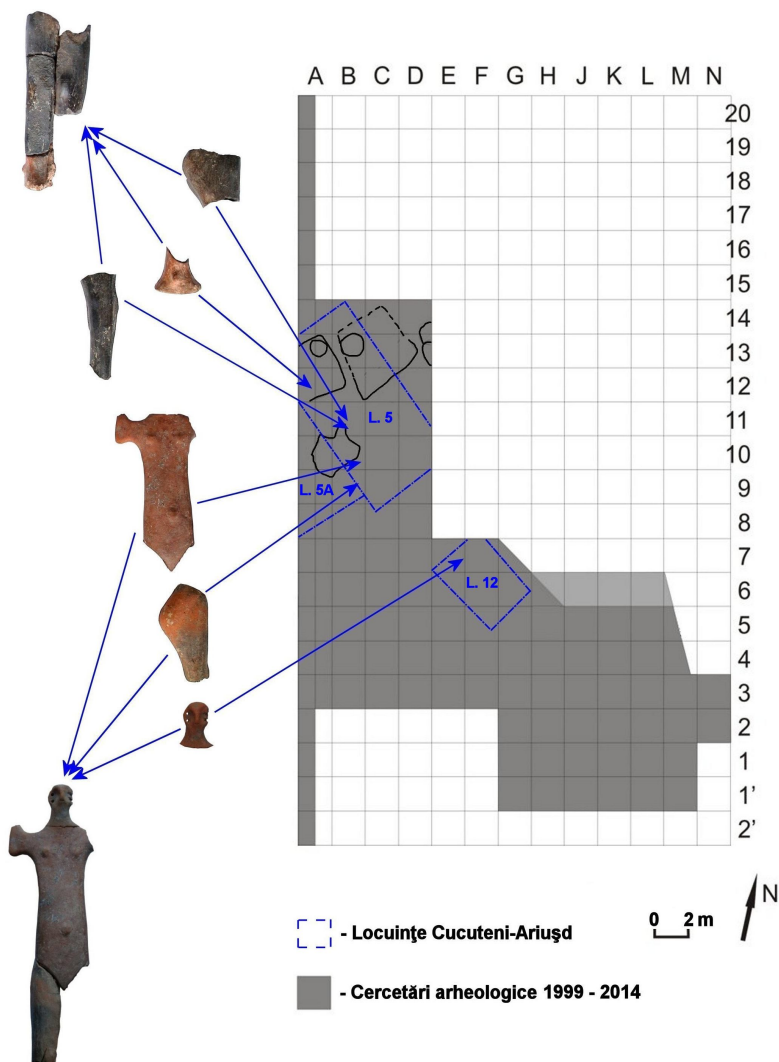 A B C D E F G H J K L M N
20
19
18
17
16
15
14
13
12
11
10
9
8
7
6
5
4
3
2
1
1’
2’
L. 5
L. 5A
L. 12
N
0 2 m
- Locuinţe Cucuteni-Ariuşd
- Cercetări arheologice 1999 - 2014